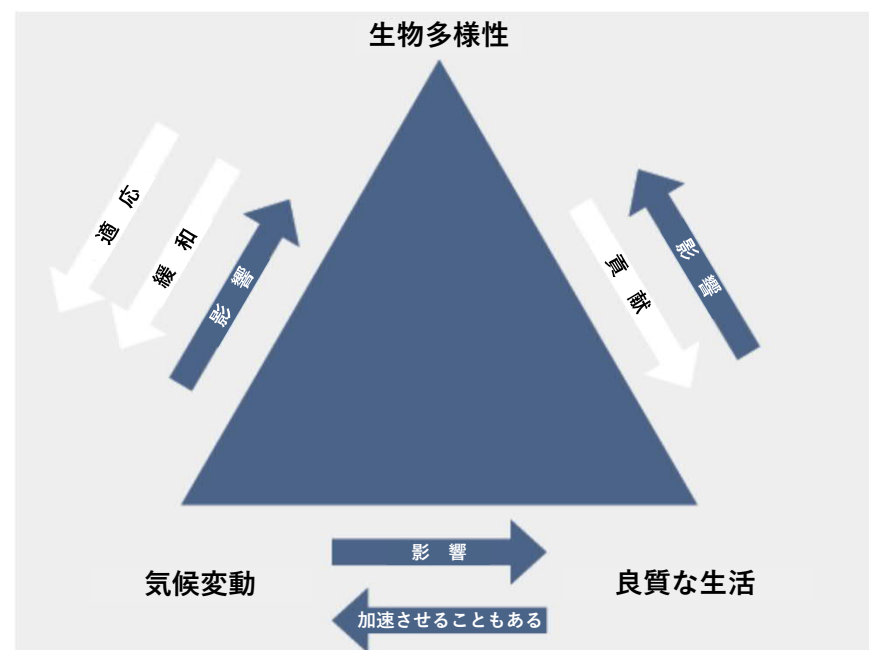 生物多様性
適応
緩和
影響
貢献
影響
影響
気候変動
良質な生活
加速させることもある